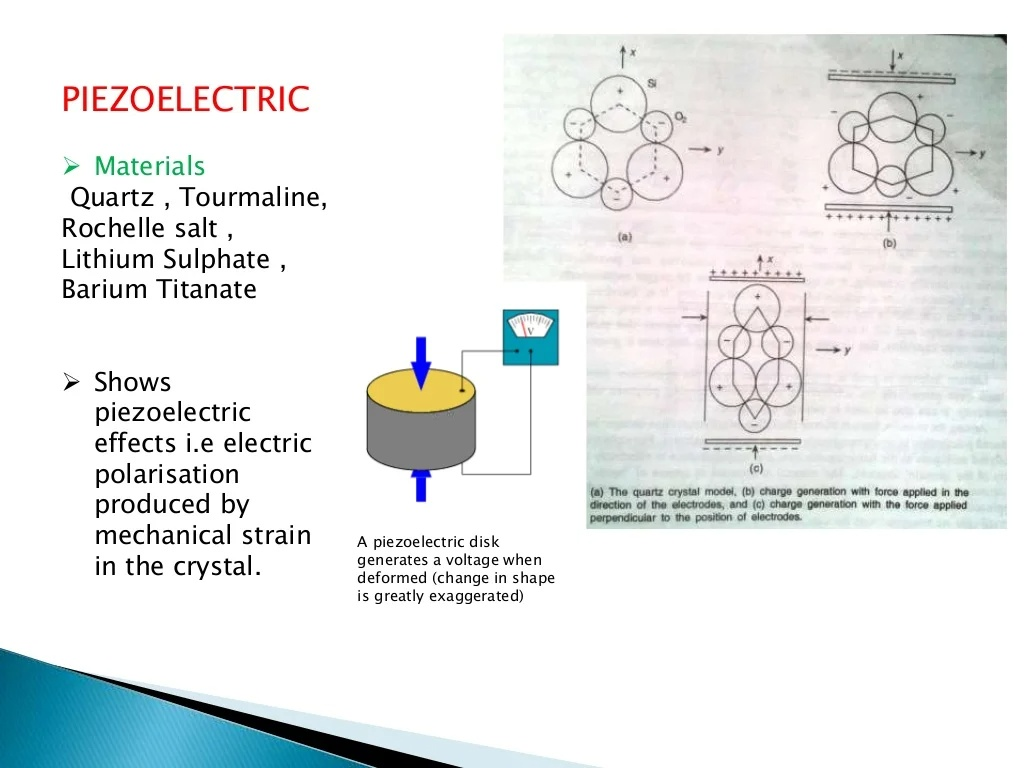 PIEZOELECTRIC
➢ Materials
Quartz , Tourmaline,
Rochelle salt ,
Lithium Sulphate ,
Barium Titanate
➢ Shows
piezoelectric
effects i.e electric
polarisation
produced by
mechanical strain
in the crystal.
V
A piezoelectric disk
generates a voltage when
deformed (change in shape
is greatly exaggerated)
x
Si
+
O₂
− −
y
+ +
−
(a)
x
− − − − − − − −
+
− −
y
+ +
−
+ + + + + + + + + + +
(b)
x
+ + + + + + + + +
+
− −
y
+ +
−
− − − − − − − −
(c)
(a) The quartz crystal model, (b) charge generation with force applied in the
direction of the electrodes, and (c) charge generation with the force applied
perpendicular to the position of electrodes.